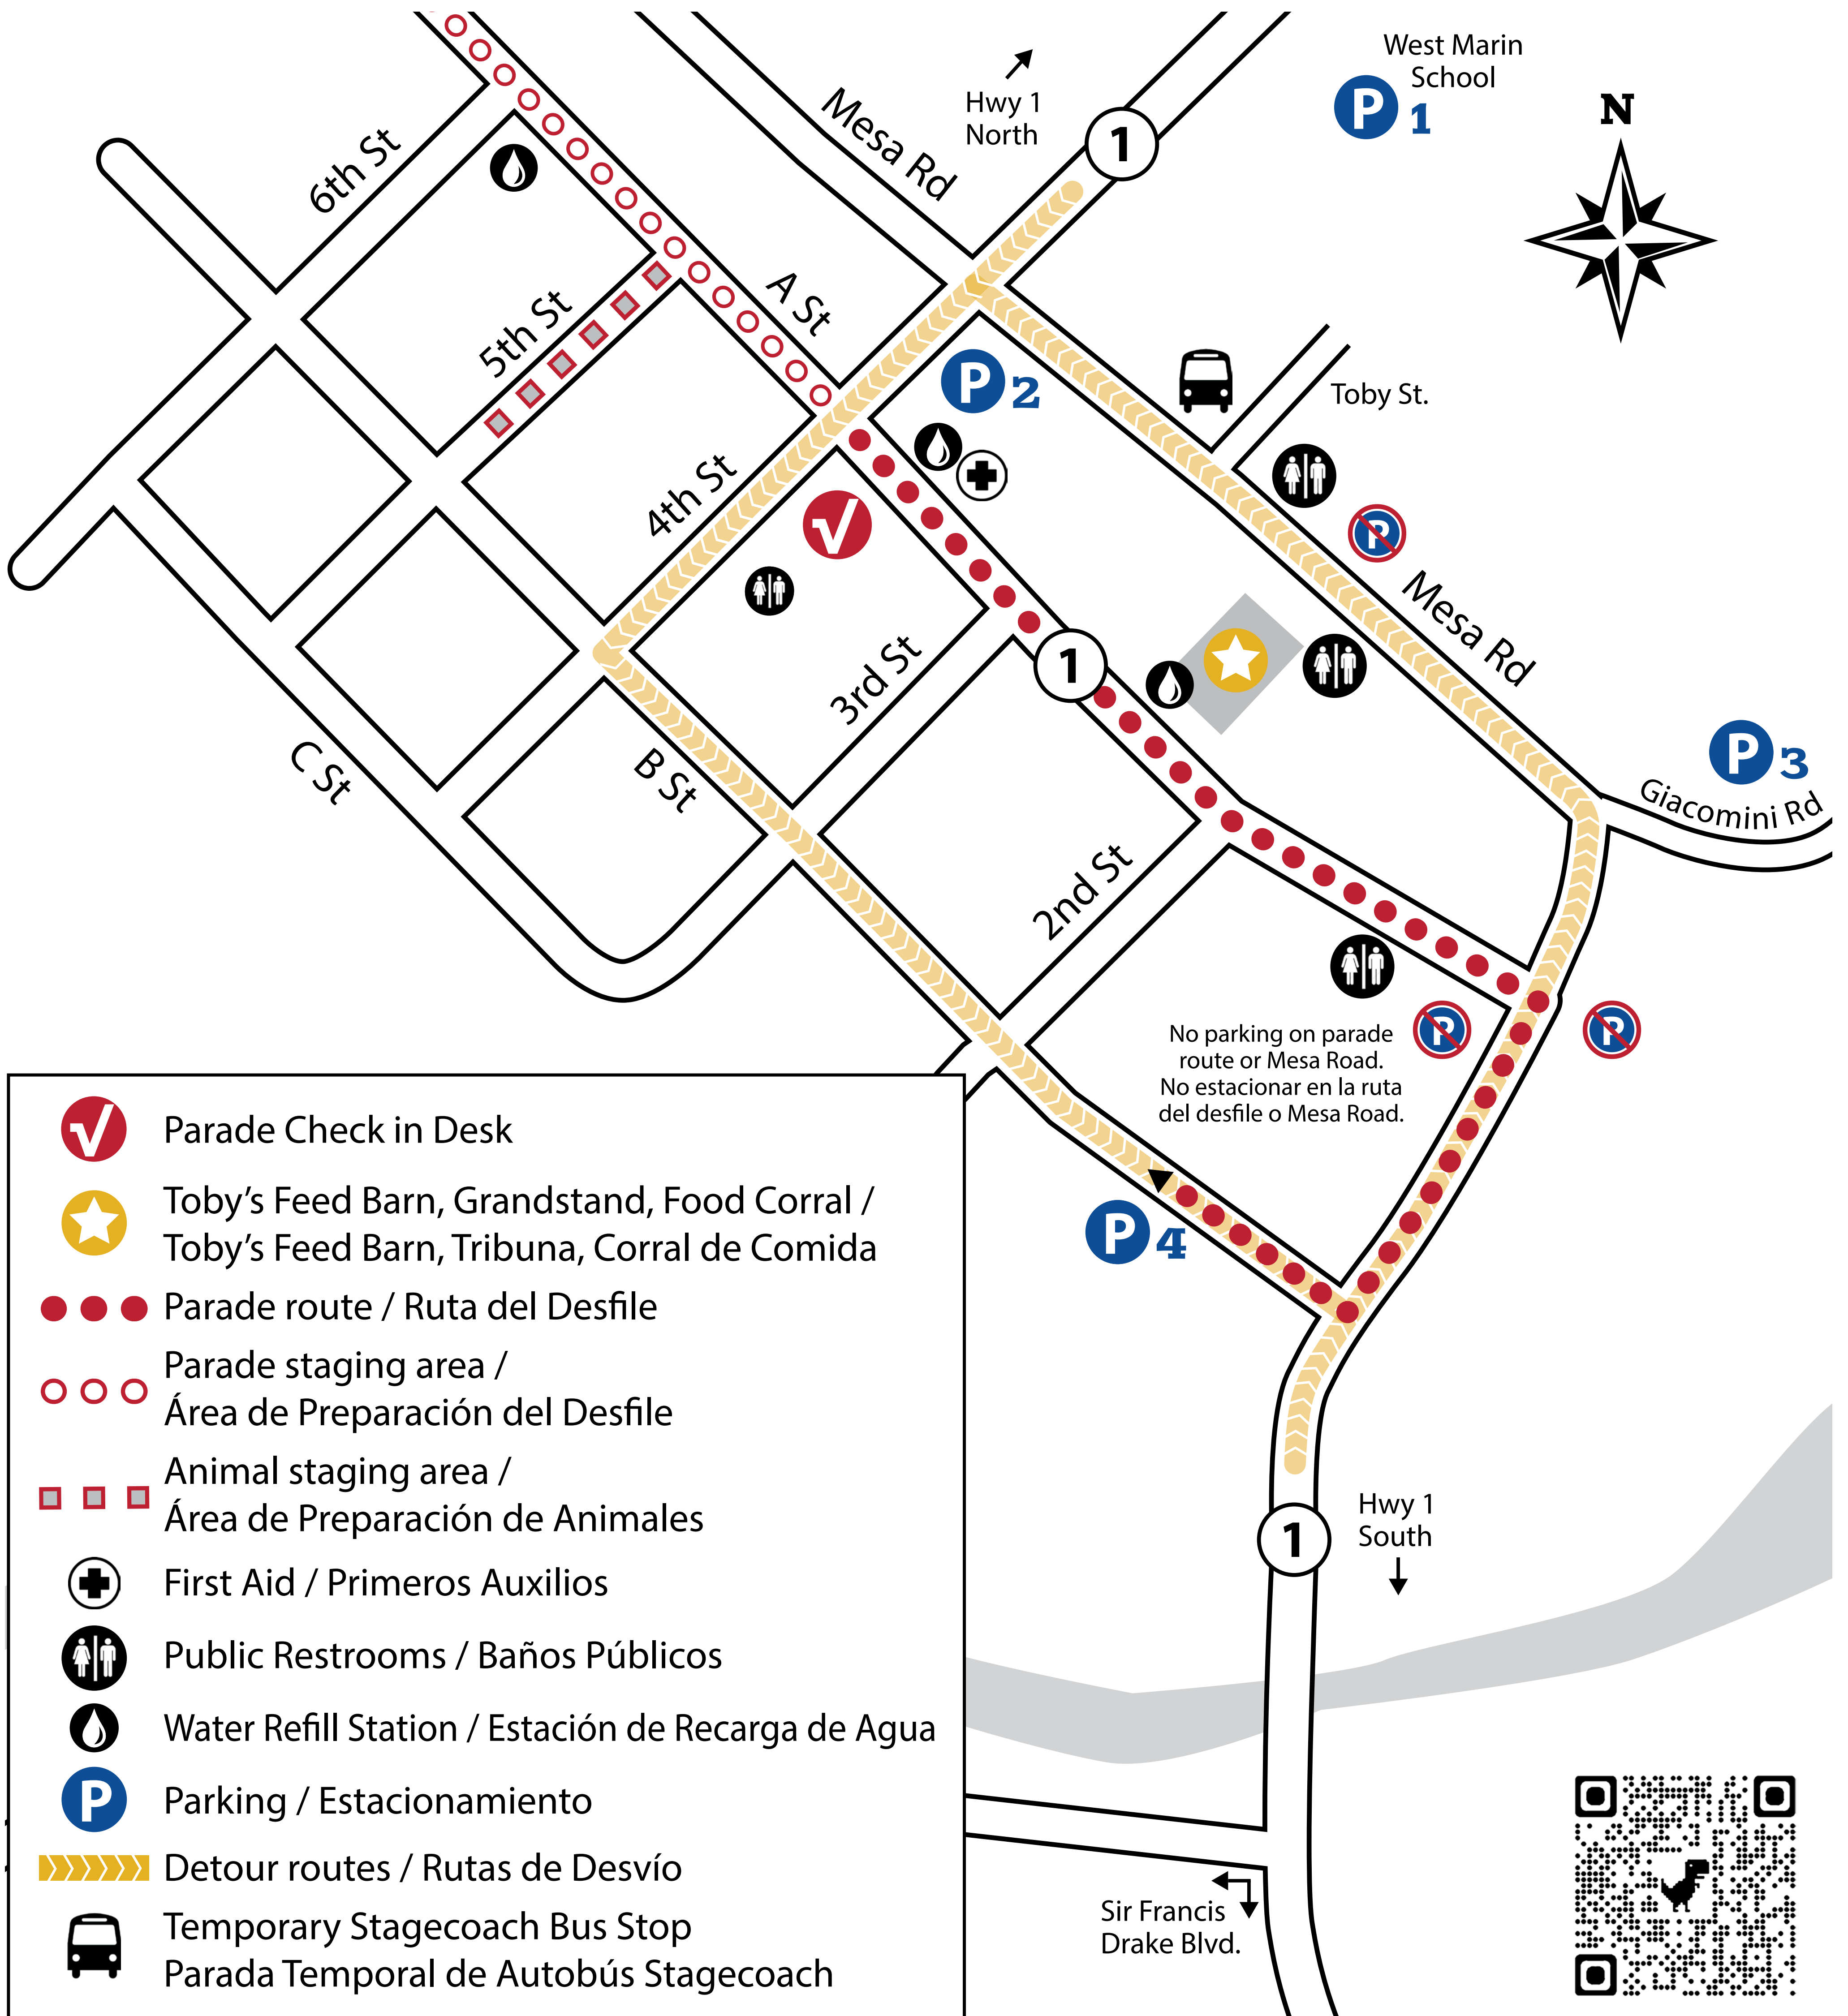 West Marin
School
P 1
N
Hwy 1
North
1
Mesa Rd
6th St
A St
5th St
P 2
Toby St.
4th St
P
Mesa Rd
3rd St
1
P 3
Giacomini Rd
B St
C St
2nd St
No parking on parade
route or Mesa Road.
No estacionar en la ruta
del desfile o Mesa Road.
P
P
P 4
Hwy 1
South
1
Sir Francis
Drake Blvd.
Parade Check in Desk
Toby's Feed Barn, Grandstand, Food Corral /
Toby's Feed Barn, Tribuna, Corral de Comida
Parade route / Ruta del Desfile
Parade staging area /
Área de Preparación del Desfile
Animal staging area /
Área de Preparación de Animales
First Aid / Primeros Auxilios
Public Restrooms / Baños Públicos
Water Refill Station / Estación de Recarga de Agua
P Parking / Estacionamiento
Detour routes / Rutas de Desvío
Temporary Stagecoach Bus Stop
Parada Temporal de Autobús Stagecoach